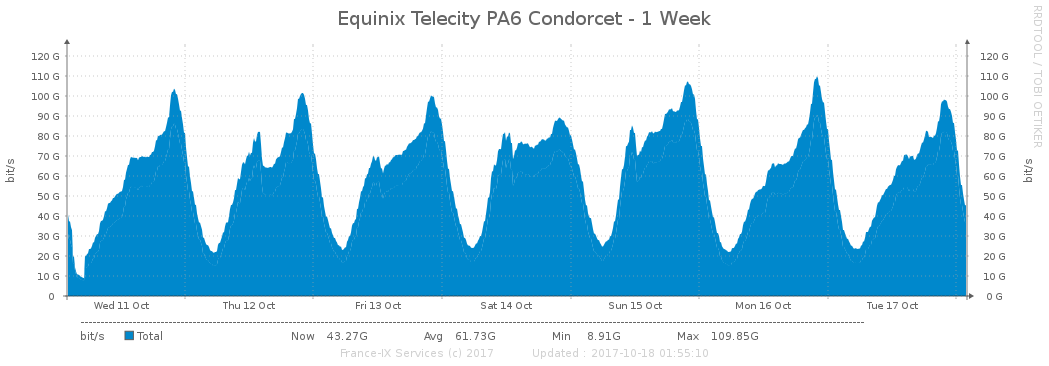 Equinix Telecity PA6 Condorcet - 1 Week
RRDTOOL / TOBI OETIKER
120 G 120 G
110 G 110 G
100 G 100 G
90 G 90 G
80 G 80 G
70 G 70 G
60 G 60 G
50 G 50 G
40 G 40 G
30 G 30 G
20 G 20 G
10 G 10 G
0 0 G
bit/s bit/s
Wed 11 Oct Thu 12 Oct Fri 13 Oct Sat 14 Oct Sun 15 Oct Mon 16 Oct Tue 17 Oct
bit/s Total Now 43.27G Avg 61.73G Min 8.91G Max 109.85G
France-IX Services (c) 2017 Updated : 2017-10-18 01:55:10